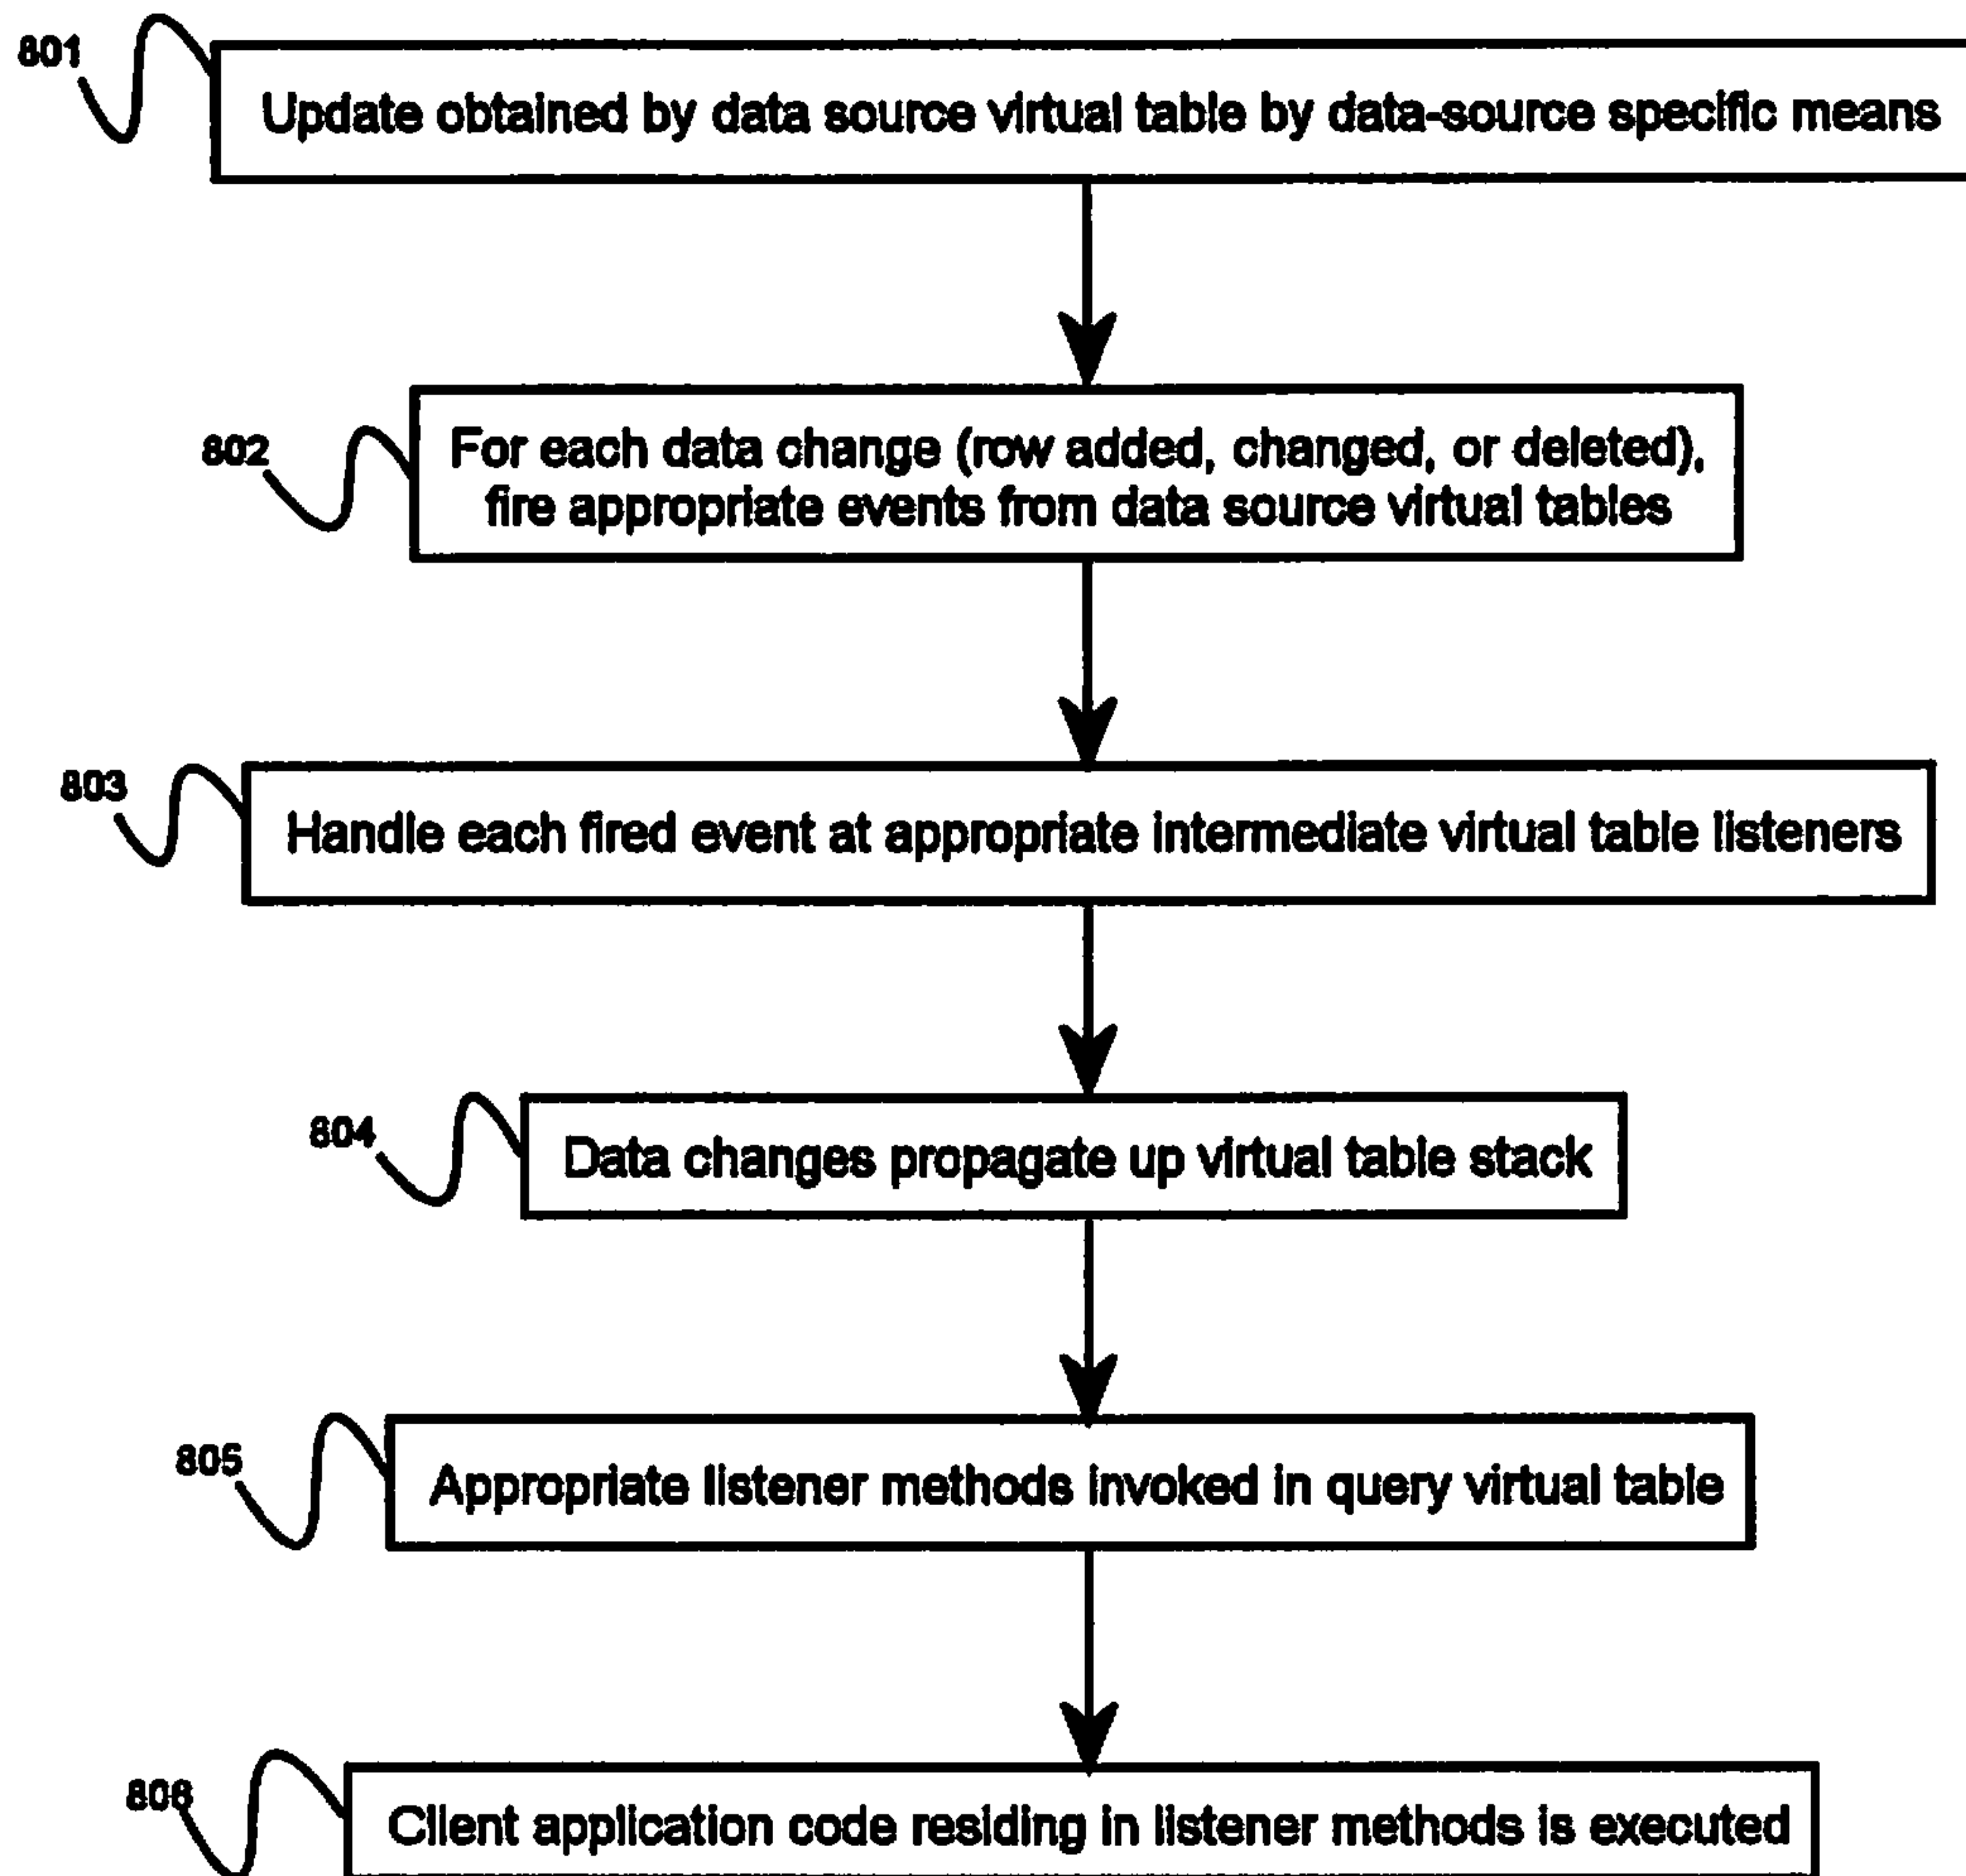 801
Update obtained by data source virtual table by data-source specific means
802
For each data change (row added, changed, or deleted),
fire appropriate events from data source virtual tables
803
Handle each fired event at appropriate intermediate virtual table listeners
804
Data changes propagate up virtual table stack
805
Appropriate listener methods invoked in query virtual table
806
Client application code residing in listener methods is executed